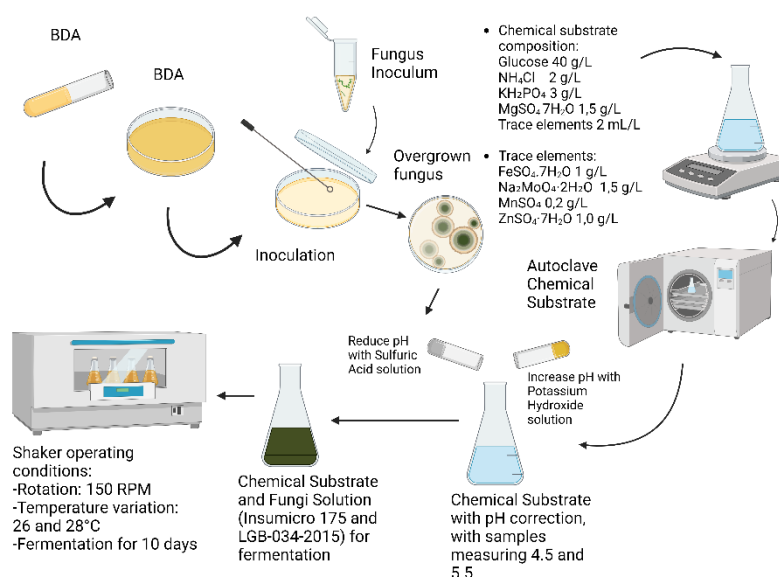 BDA
BDA
Fungus
Inoculum
Inoculation
Overgrown
fungus
• Chemical substrate
composition:
Glucose 40 g/L
NH₄Cl 2 g/L
KH₂PO₄ 3 g/L
MgSO₄.7H₂O 1,5 g/L
Trace elements 2 mL/L
• Trace elements:
FeSO₄.7H₂O 1 g/L
Na₂MoO₄·2H₂O 1,5 g/L
MnSO₄ 0,2 g/L
ZnSO₄·7H₂O 1,0 g/L
Autoclave
Chemical
Substrate
Reduce pH
with Sulfuric
Acid solution
Increase pH with
Potassium
Hydroxide
solution
Chemical Substrate
with pH correction,
with samples
measuring 4.5 and
5.5
Chemical Substrate
and Fungi Solution
(Insumicro 175 and
LGB-034-2015) for
fermentation
Shaker operating
conditions:
-Rotation: 150 RPM
-Temperature variation:
26 and 28°C
-Fermentation for 10 days